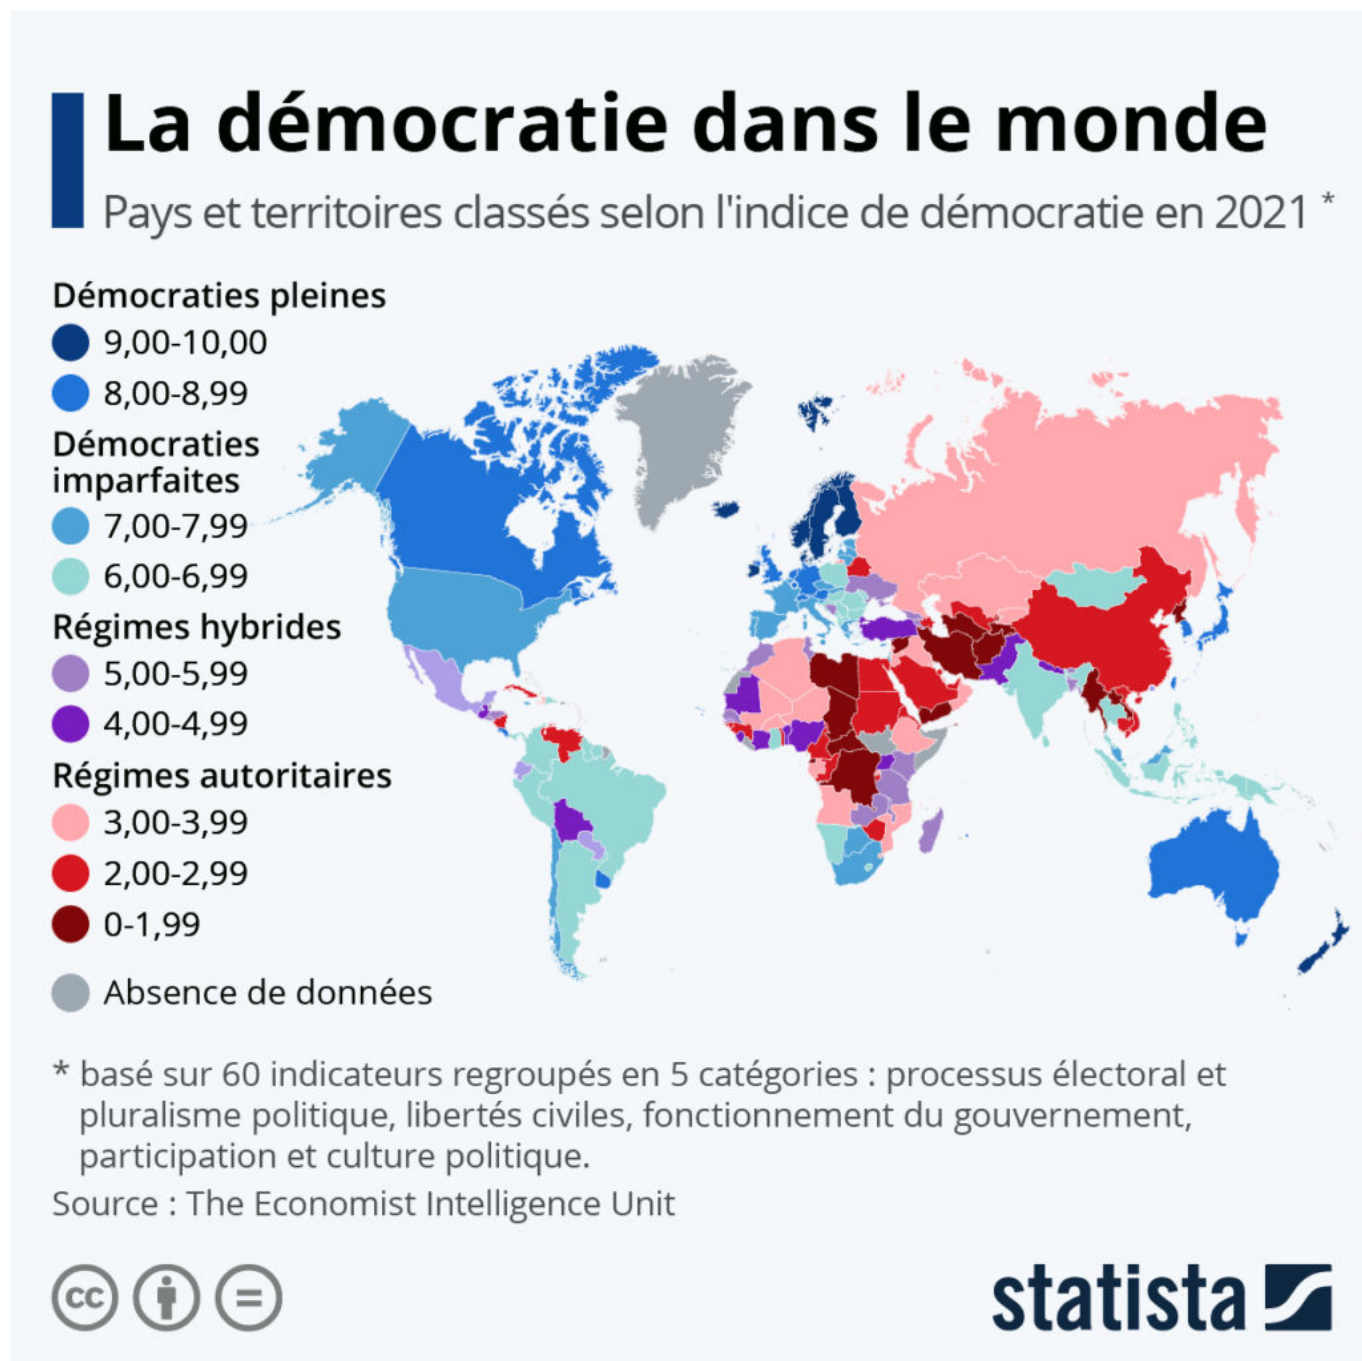 La démocratie dans le monde
Pays et territoires classés selon l'indice de démocratie en 2021 *
Démocraties pleines
9,00-10,00
8,00-8,99
Démocraties
imparfaites
7,00-7,99
6,00-6,99
Régimes hybrides
5,00-5,99
4,00-4,99
Régimes autoritaires
3,00-3,99
2,00-2,99
0-1,99
Absence de données
* basé sur 60 indicateurs regroupés en 5 catégories : processus électoral et
pluralisme politique, libertés civiles, fonctionnement du gouvernement,
participation et culture politique.
Source : The Economist Intelligence Unit
cc
statista